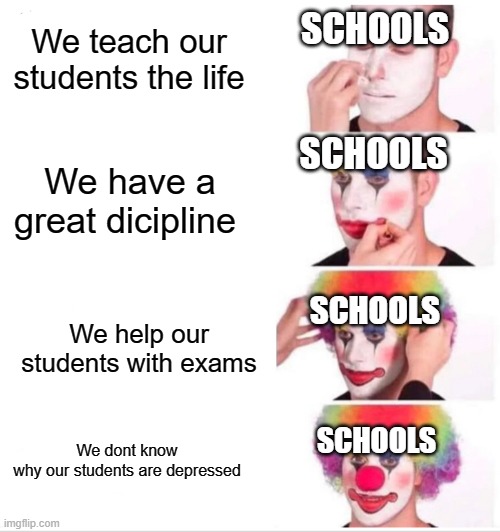 We teach our
students the life
SCHOOLS
We have a
great dicipline
SCHOOLS
We help our
students with exams
SCHOOLS
We dont know
why our students are depressed
SCHOOLS
imgflip.com